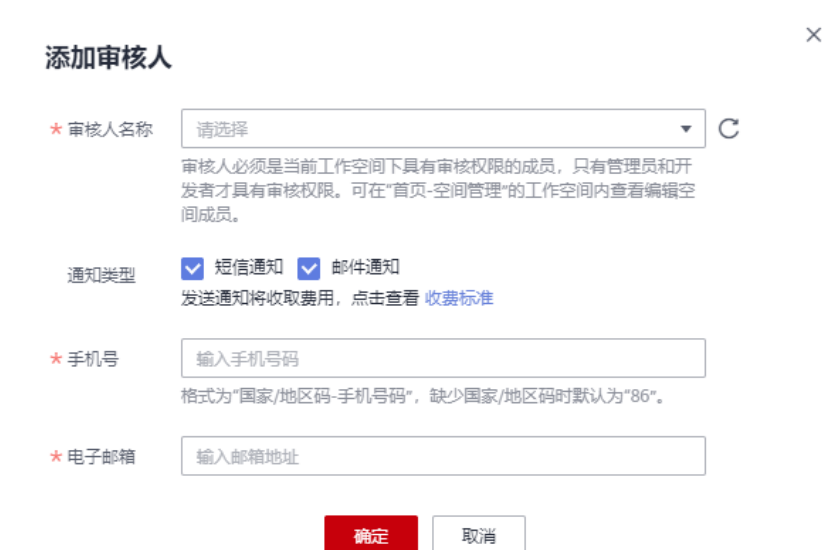 添加审核人
* 审核人名称 请选择
审核人必须是当前工作空间下具有审核权限的成员，只有管理员和开
发者才具有审核权限。可在“首页-空间管理”的工作空间内查看编辑空
间成员。
通知类型 短信通知 邮件通知
发送通知将收取费用，点击查看 收费标准
* 手机号 输入手机号码
格式为“国家/地区码-手机号码”，缺少国家/地区码时默认为“86”。
* 电子邮箱 输入邮箱地址
确定 取消